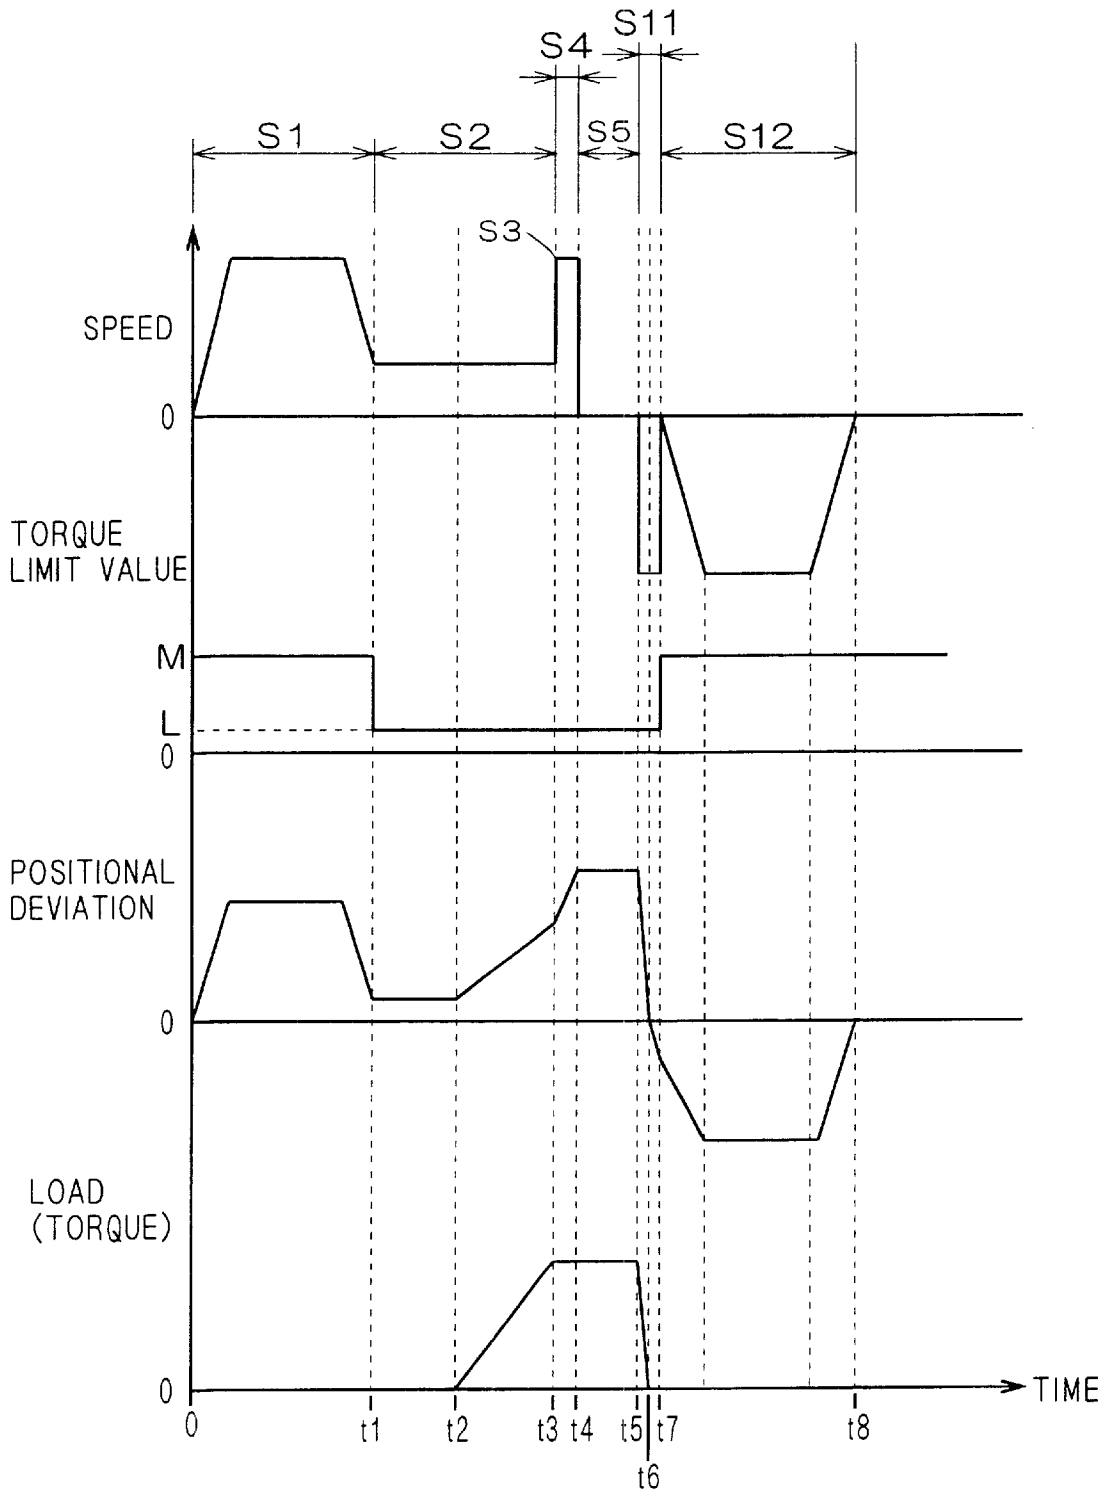 S11
S4
S1
S2
S5
S12
S3
SPEED
0
TORQUE
LIMIT VALUE
M
L
0
POSITIONAL
DEVIATION
0
LOAD
(TORQUE)
0
TIME
0
t1
t2
t3
t4
t5
t7
t8
t6